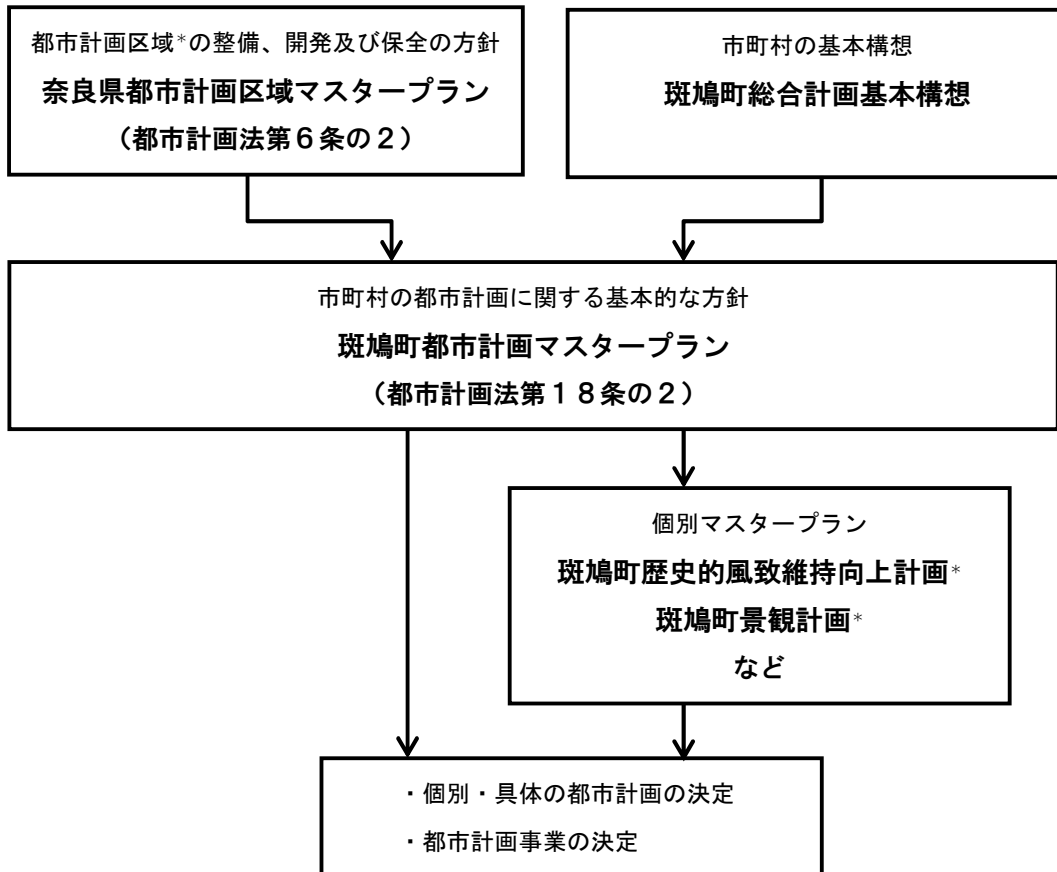 都市計画区域*の整備、開発及び保全の方針
奈良県都市計画区域マスタープラン
（都市計画法第６条の２）
市町村の基本構想
斑鳩町総合計画基本構想
市町村の都市計画に関する基本的な方針
斑鳩町都市計画マスタープラン
（都市計画法第１８条の２）
個別マスタープラン
斑鳩町歴史的風致維持向上計画*
斑鳩町景観計画*
など
・個別・具体の都市計画の決定
・都市計画事業の決定